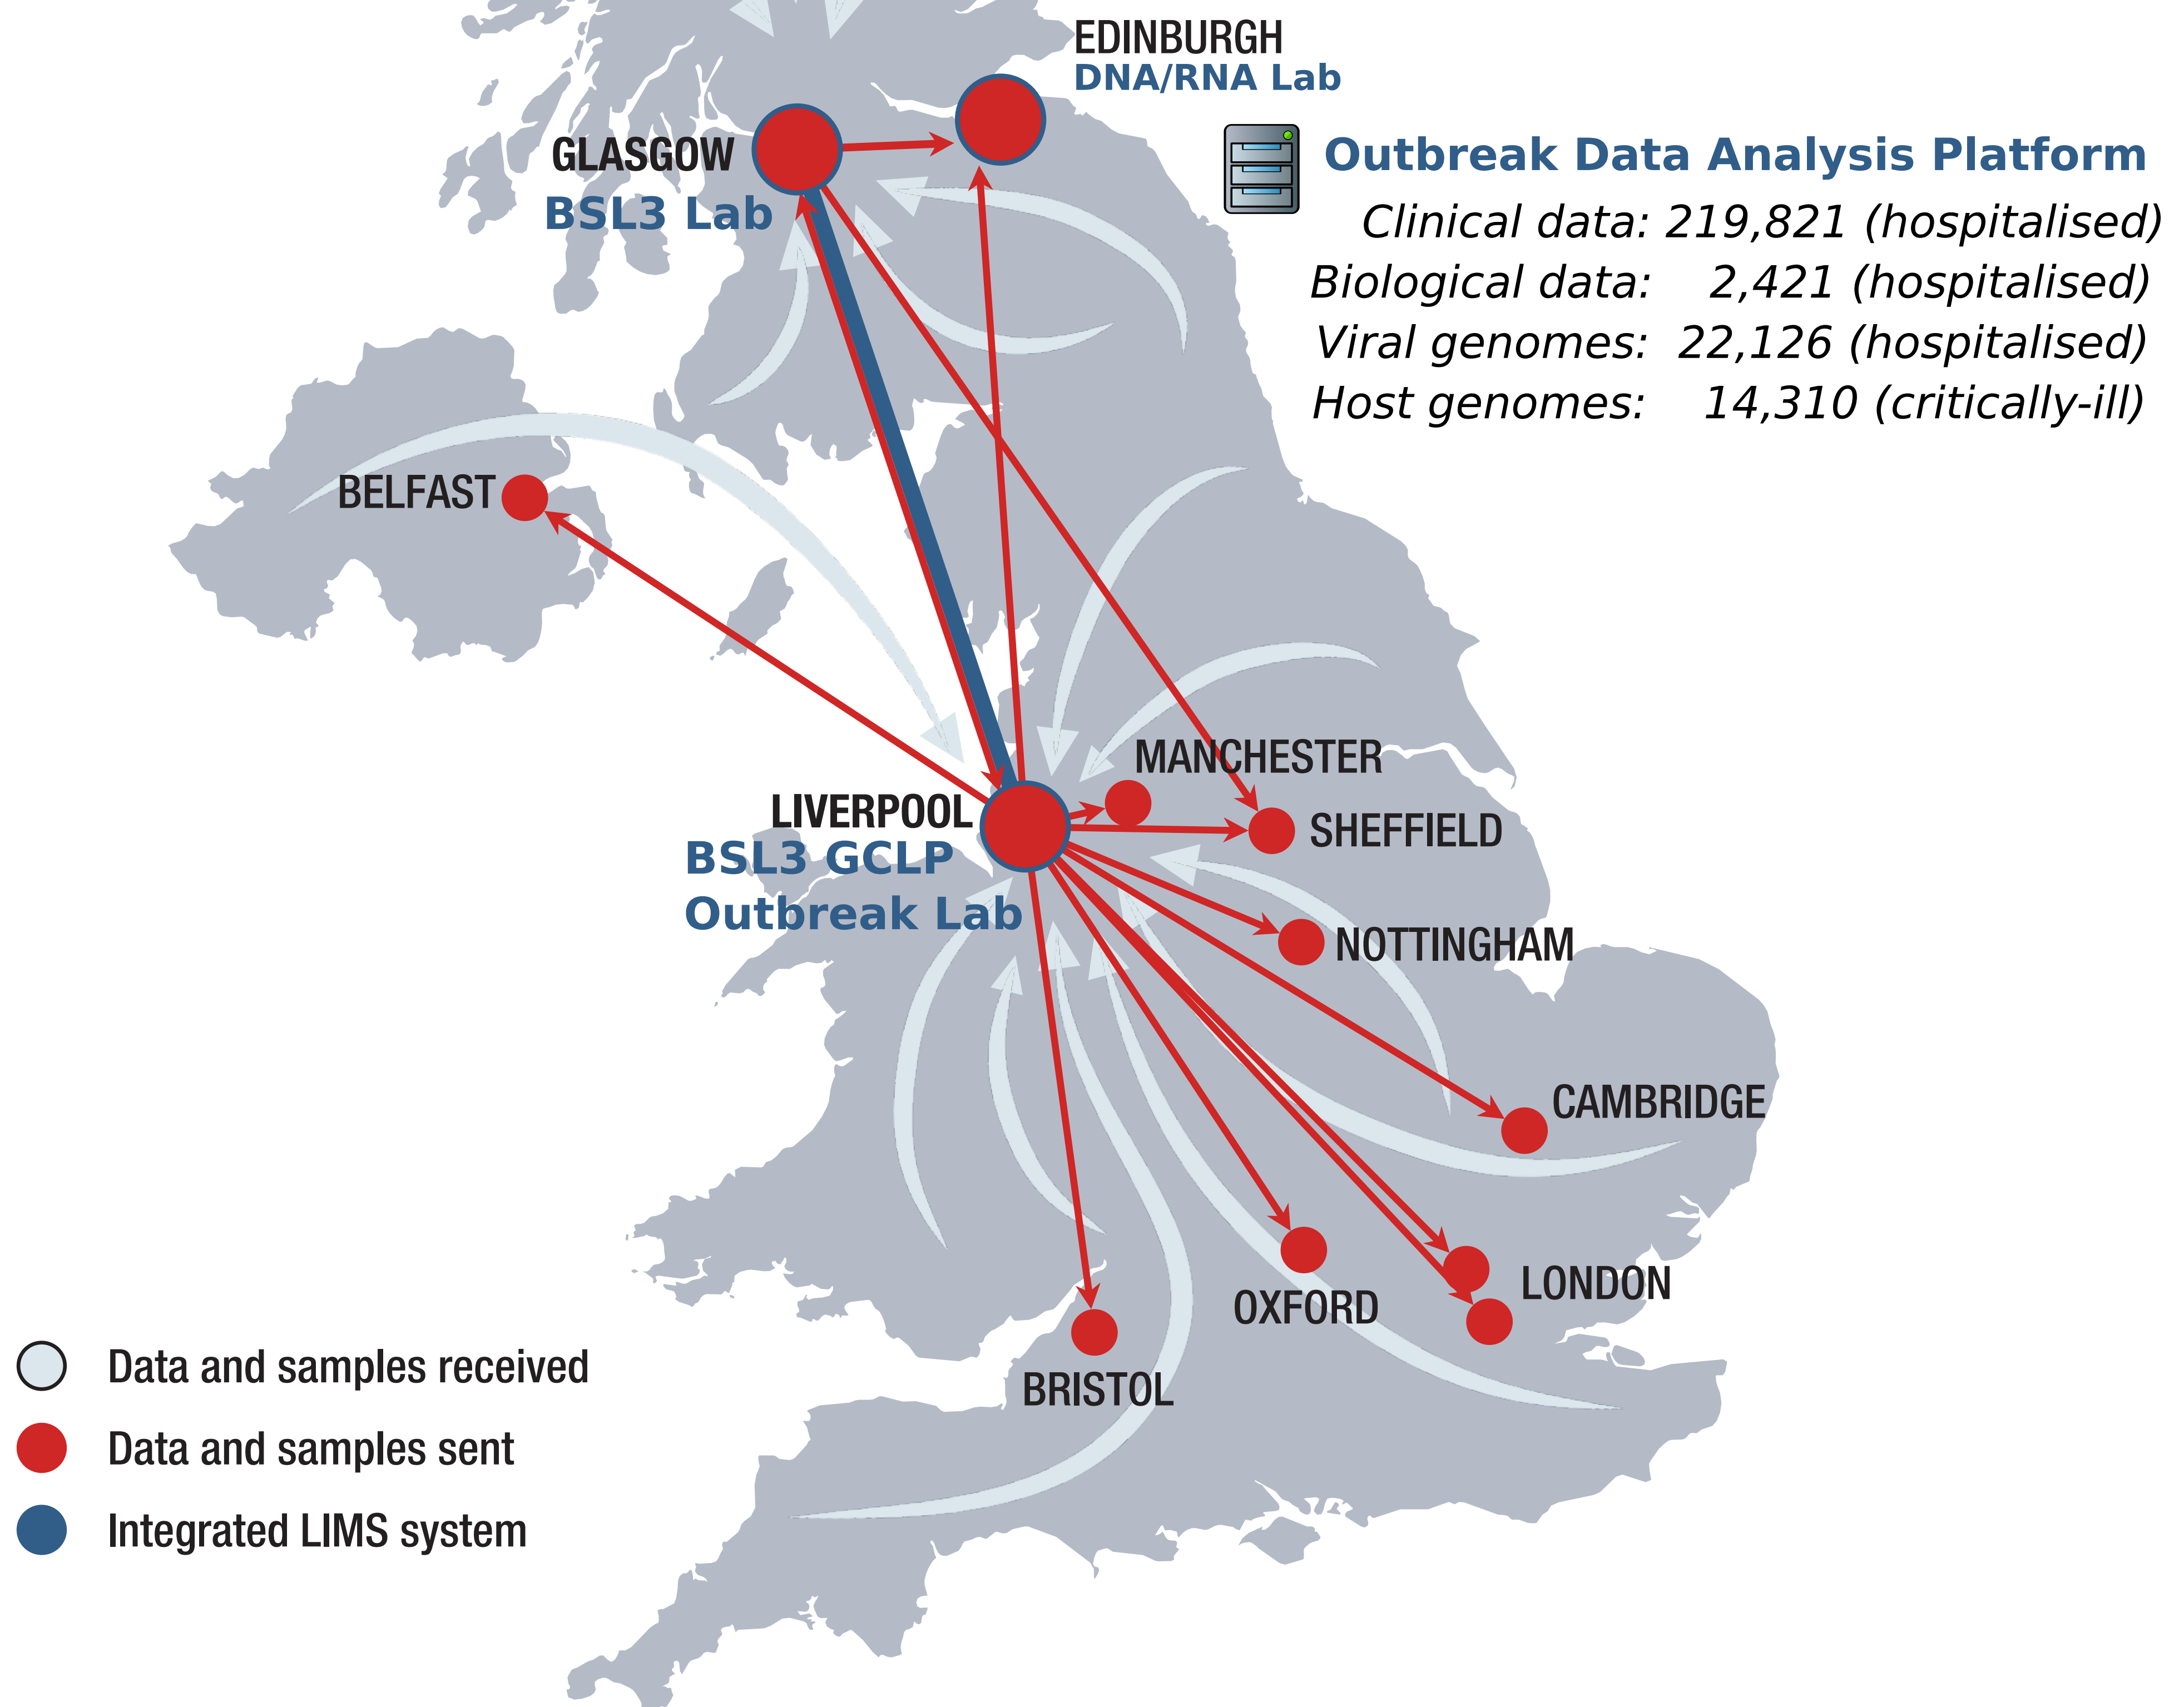 EDINBURGH
DNA/RNA Lab
GLASGOW
BSL3 Lab
Outbreak Data Analysis Platform
Clinical data: 219,821 (hospitalised)
Biological data: 2,421 (hospitalised)
Viral genomes: 22,126 (hospitalised)
Host genomes: 14,310 (critically-ill)
BELFAST
MANCHESTER
LIVERPOOL
BSL3 GCLP
Outbreak Lab
SHEFFIELD
NOTTINGHAM
CAMBRIDGE
LONDON
OXFORD
BRISTOL
Data and samples received
Data and samples sent
Integrated LIMS system